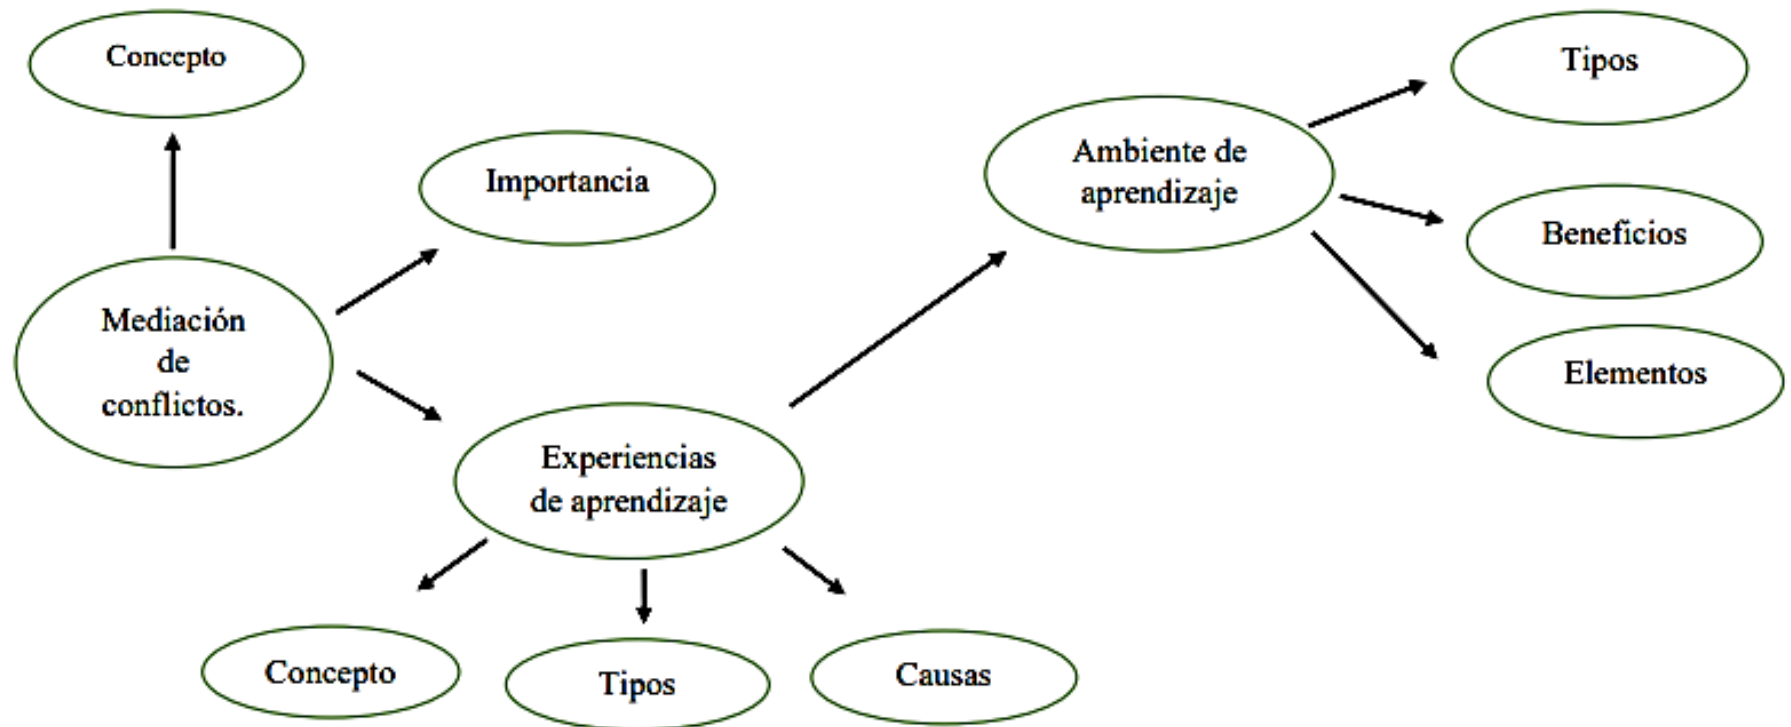 Concepto
Tipos
Importancia
Ambiente de
aprendizaje
Beneficios
Mediación
de
conflictos.
Elementos
Experiencias
de aprendizaje
Concepto
Tipos
Causas